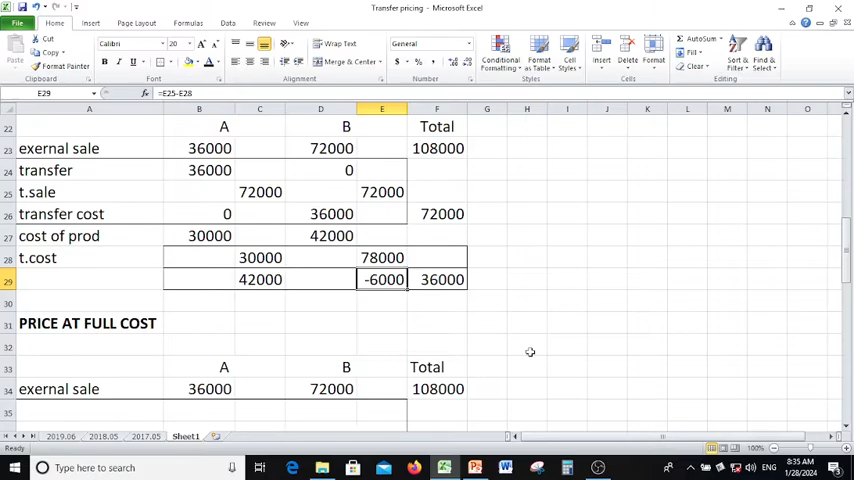 Transfer pricing - Microsoft Excel
File Home Insert Page Layout Formulas Data Review View
Cut Calibri 20 Wrap Text General AutoSum
Copy Fill
Paste Format Painter Merge & Center Conditional Formatting Format as Table Cell Styles Insert Delete Format Clear Sort & Filter Find & Select
Clipboard Font Alignment Number Styles Cells Editing
E29 fx =E25-E28
A B C D E F G H I J K L M N O
22 A B Total
23 exernal sale 36000 72000 108000
24 transfer 36000 0
25 t.sale 72000 72000
26 transfer cost 0 36000 72000
27 cost of prod 30000 42000
28 t.cost 30000 78000
29 42000 -6000 36000
30
31 PRICE AT FULL COST
32
33 A B Total
34 exernal sale 36000 72000 108000
35
2019.06 2018.05 2017.05 Sheet1
Ready 100%
Type here to search ENG 8:35 AM
1/28/2024 3